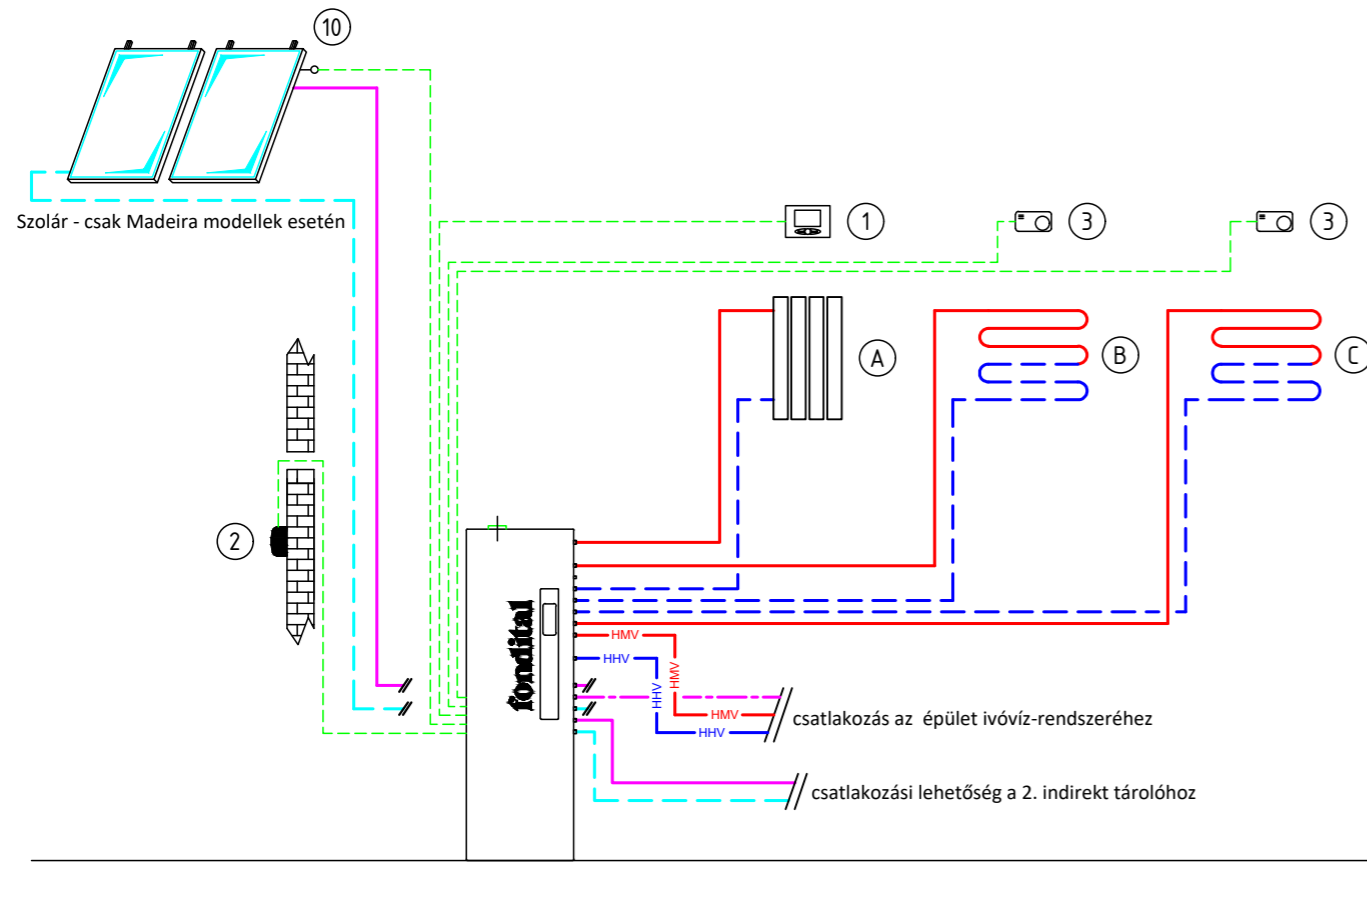 10
Szolár - csak Madeira modellek esetén
1
3
3
A
B
C
2
fondital
HMV
HHV
HMV
HHV
HMV
HHV
csatlakozás az épület ivóvíz-rendszeréhez
csatlakozási lehetőség a 2. indirekt tárolóhoz